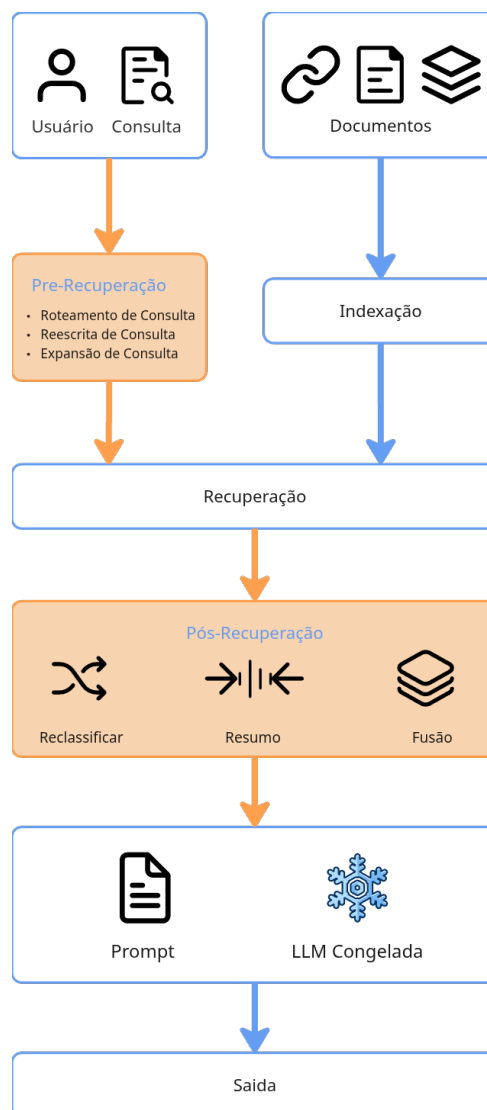 Usuário Consulta
Documentos
Pre-Recuperação
• Roteamento de Consulta
• Reescrita de Consulta
• Expansão de Consulta
Indexação
Recuperação
Pós-Recuperação
Reclassificar Resumo Fusão
Prompt LLM Congelada
Saida